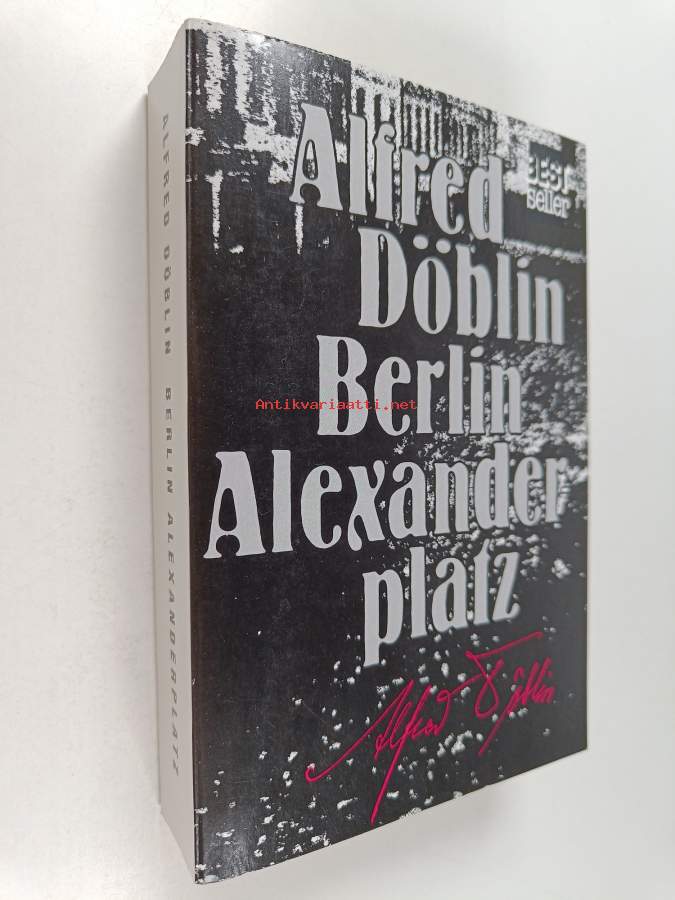 ALFRED DÖBLIN BERLIN ALEXANDERPLATZ
BEST
seller
Alfred
Döblin
Berlin
Antikvariaatti.net
Alexander
platz
Alfred Döblin